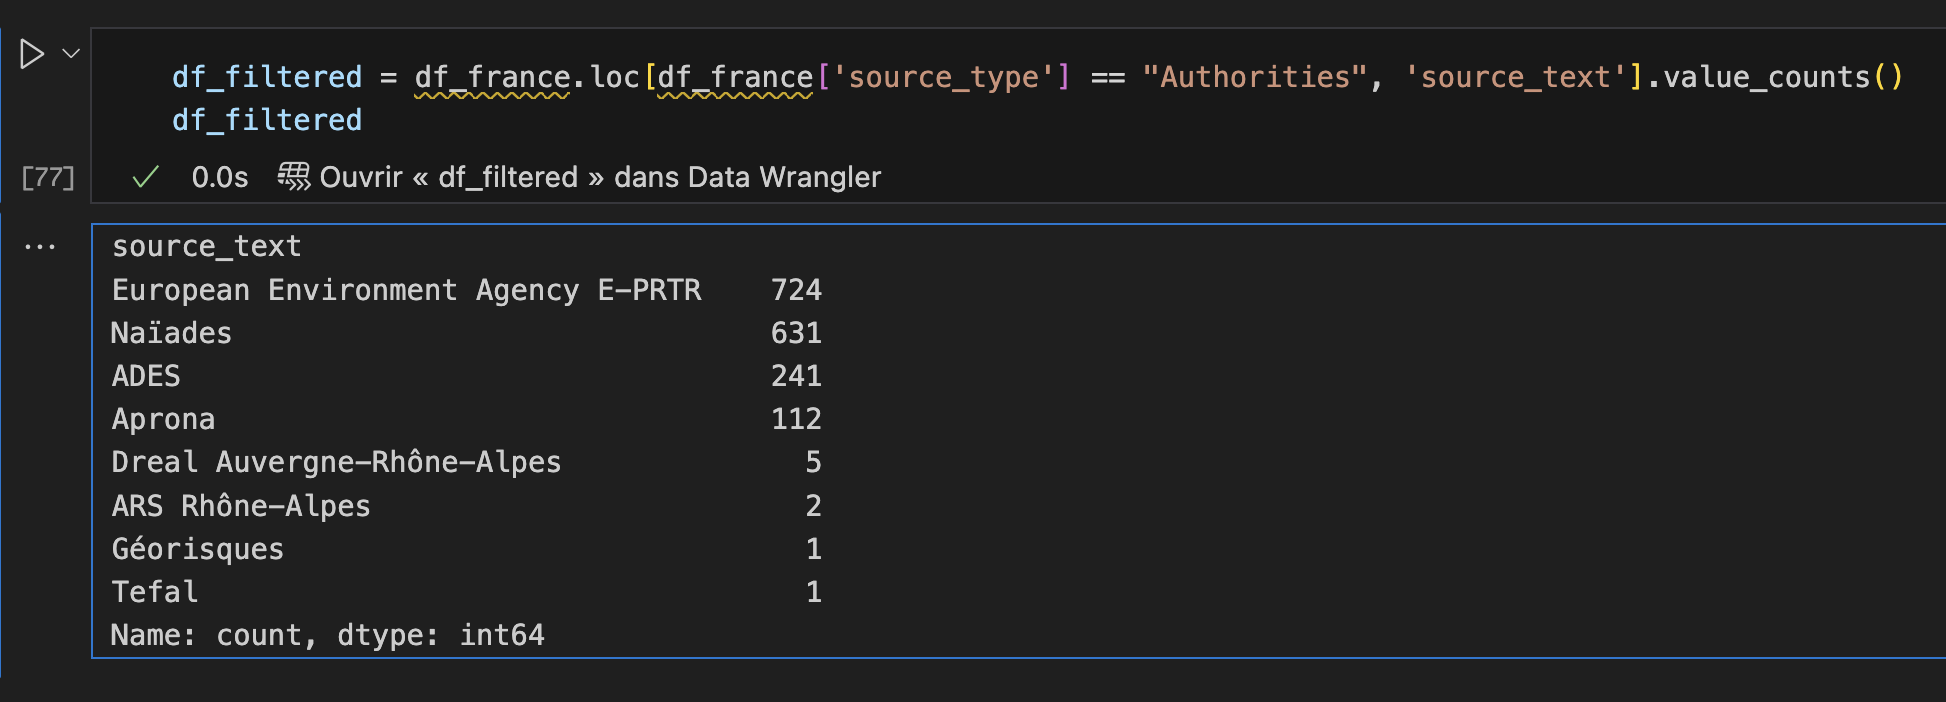 df_filtered = df_france.loc[df_france['source_type'] == "Authorities", 'source_text'].value_counts()
df_filtered
[77]
0.0s Ouvrir « df_filtered » dans Data Wrangler
...
source_text
European Environment Agency E-PRTR 724
Naïades 631
ADES 241
Aprona 112
Dreal Auvergne-Rhône-Alpes 5
ARS Rhône-Alpes 2
Géorisques 1
Tefal 1
Name: count, dtype: int64